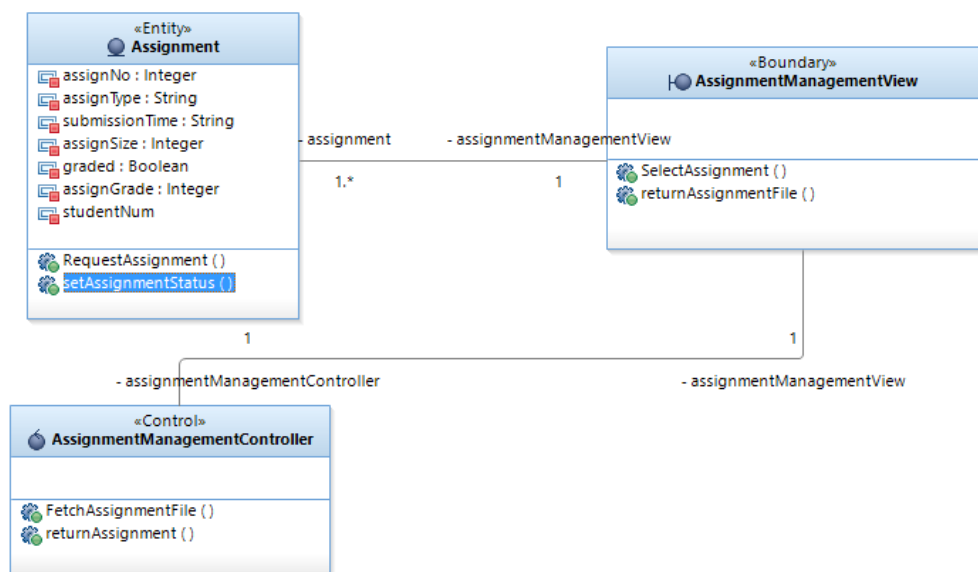 «Entity»
Assignment
assignNo : Integer
assignType : String
submissionTime : String
assignSize : Integer
graded : Boolean
assignGrade : Integer
studentNum
RequestAssignment ( )
setAssignmentStatus ( )
- assignment
- assignmentManagementView
1.*
1
«Boundary»
AssignmentManagementView
SelectAssignment ( )
returnAssignmentFile ( )
1
1
- assignmentManagementController
- assignmentManagementView
«Control»
AssignmentManagementController
FetchAssignmentFile ( )
returnAssignment ( )